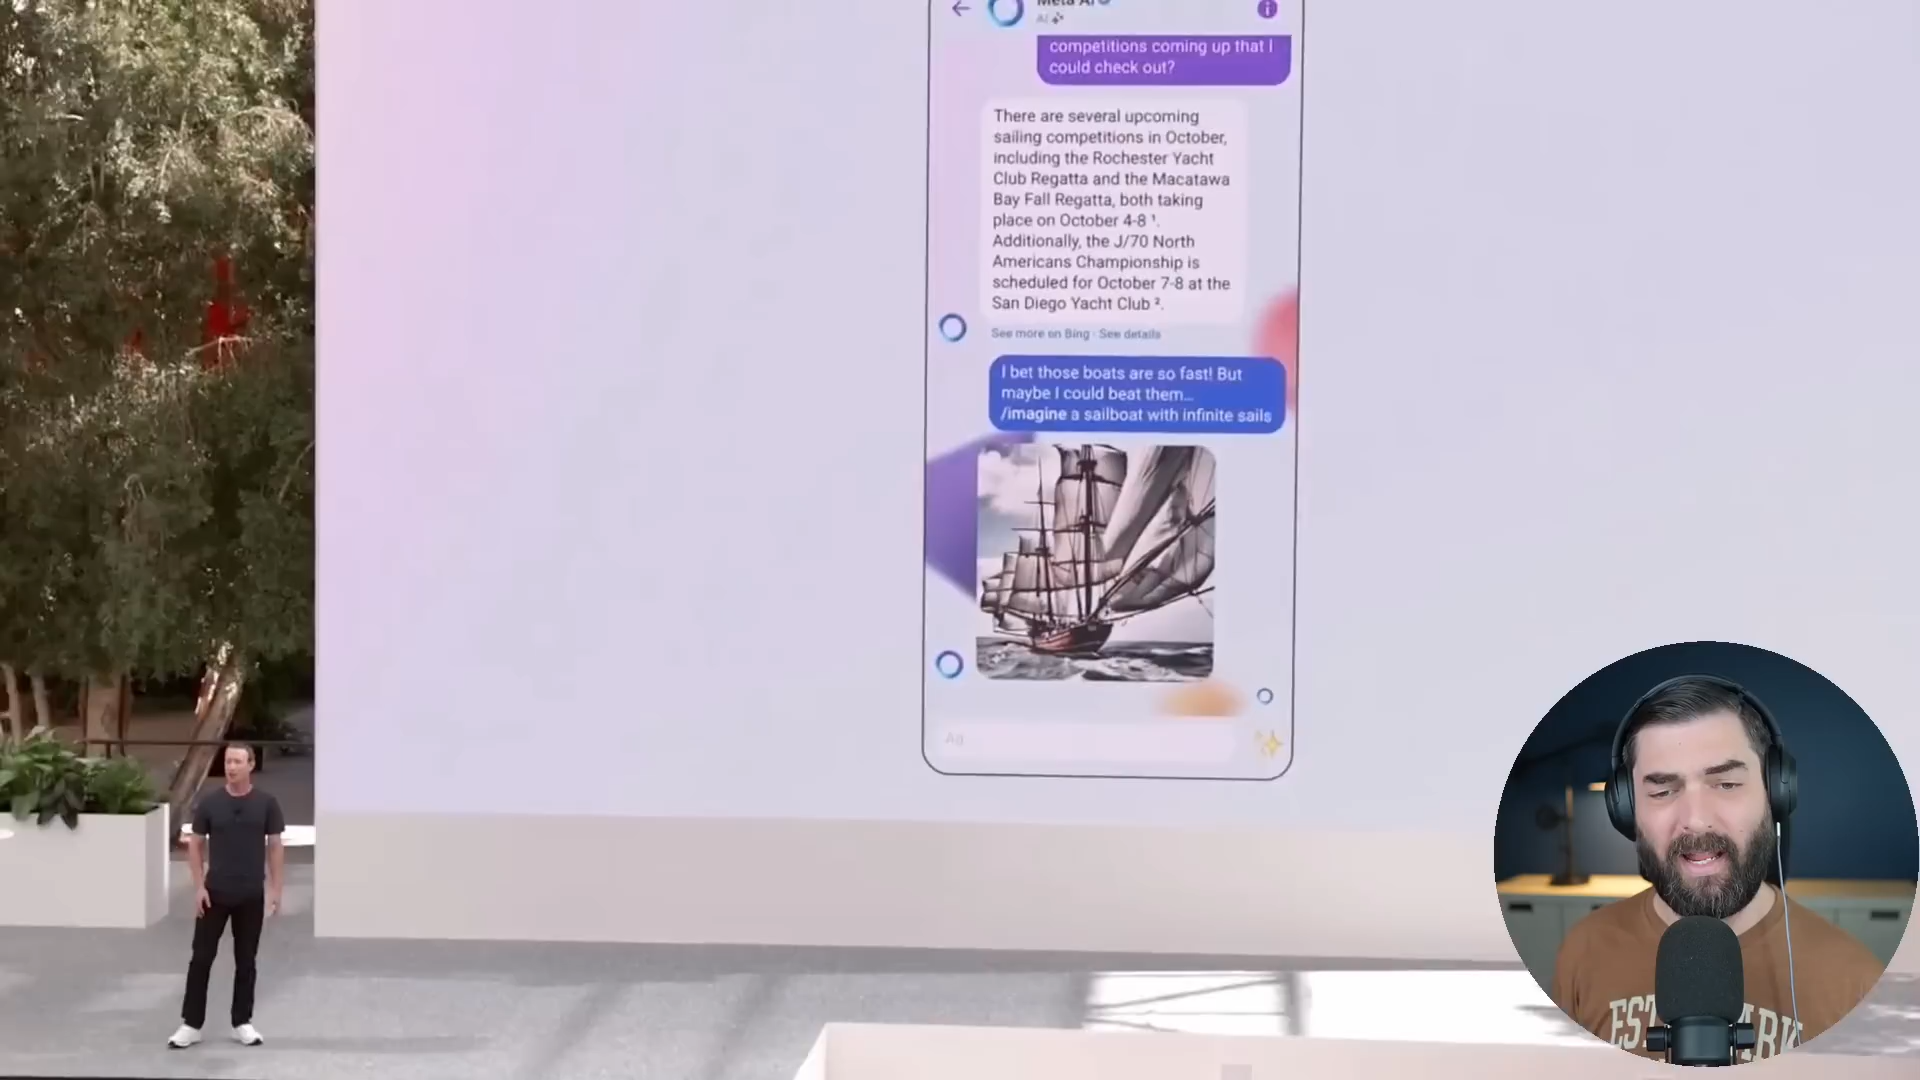 Meta AI
AI
competitions coming up that I
could check out?
There are several upcoming
sailing competitions in October,
including the Rochester Yacht
Club Regatta and the Macatawa
Bay Fall Regatta, both taking
place on October 4-8 ¹.
Additionally, the J/70 North
Americans Championship is
scheduled for October 7-8 at the
San Diego Yacht Club ².
See more on Bing · See details
I bet those boats are so fast! But
maybe I could beat them...
/imagine a sailboat with infinite sails
Aa